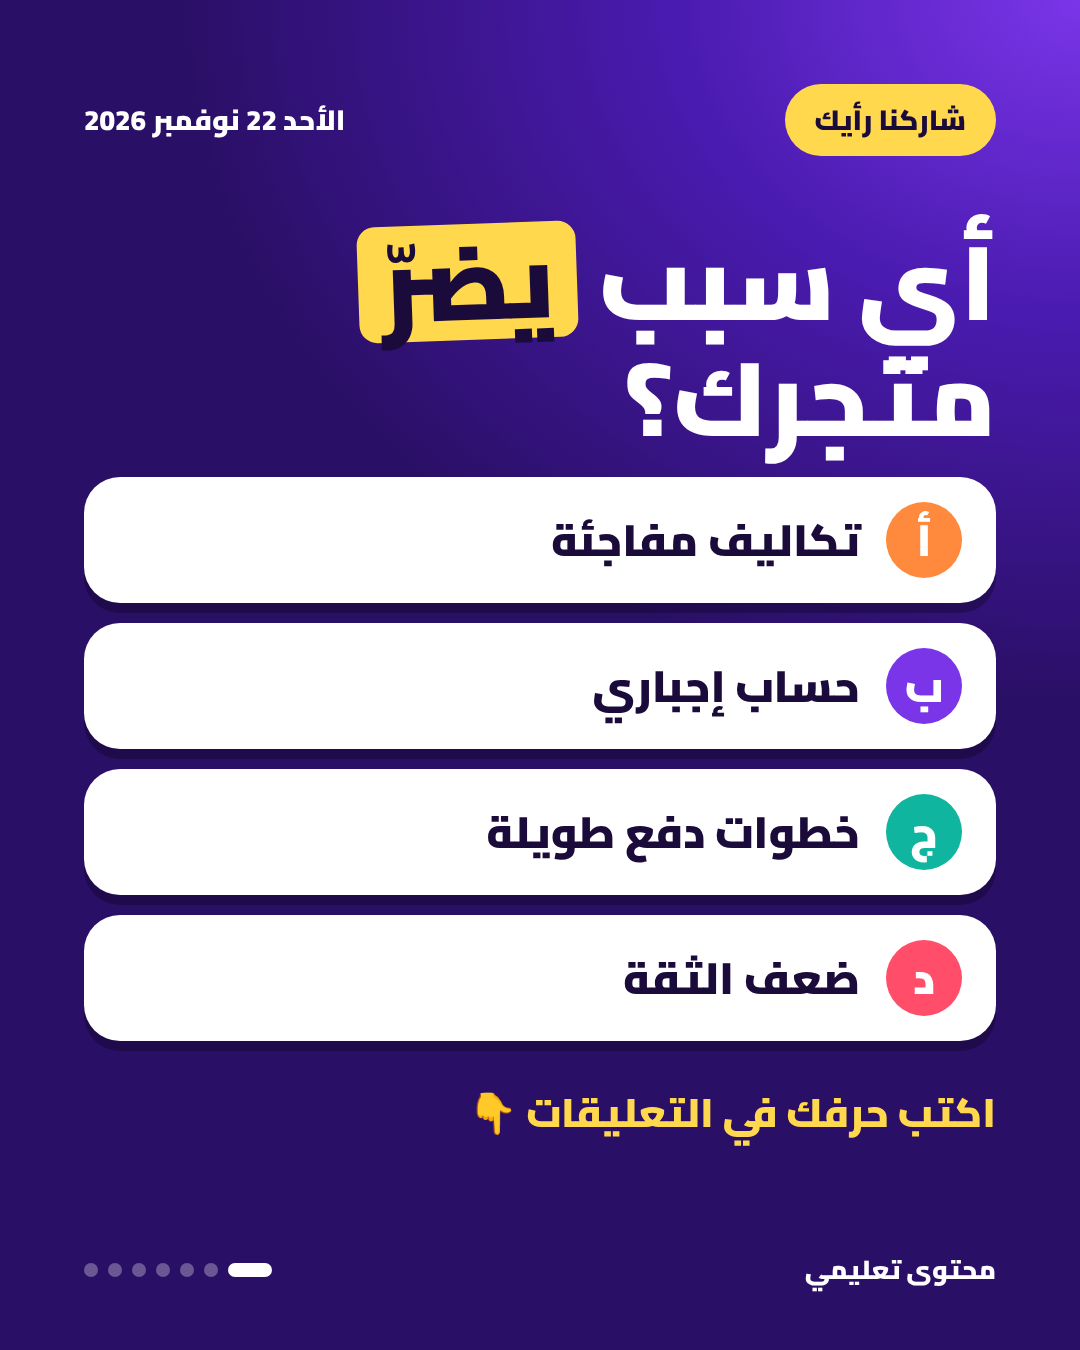 شاركنا رأيك
الأحد 22 نوفمبر 2026
أي سبب يضرّ
متجرك؟
أ تكاليف مفاجئة
ب حساب إجباري
ج خطوات دفع طويلة
د ضعف الثقة
اكتب حرفك في التعليقات 👇
محتوى تعليمي